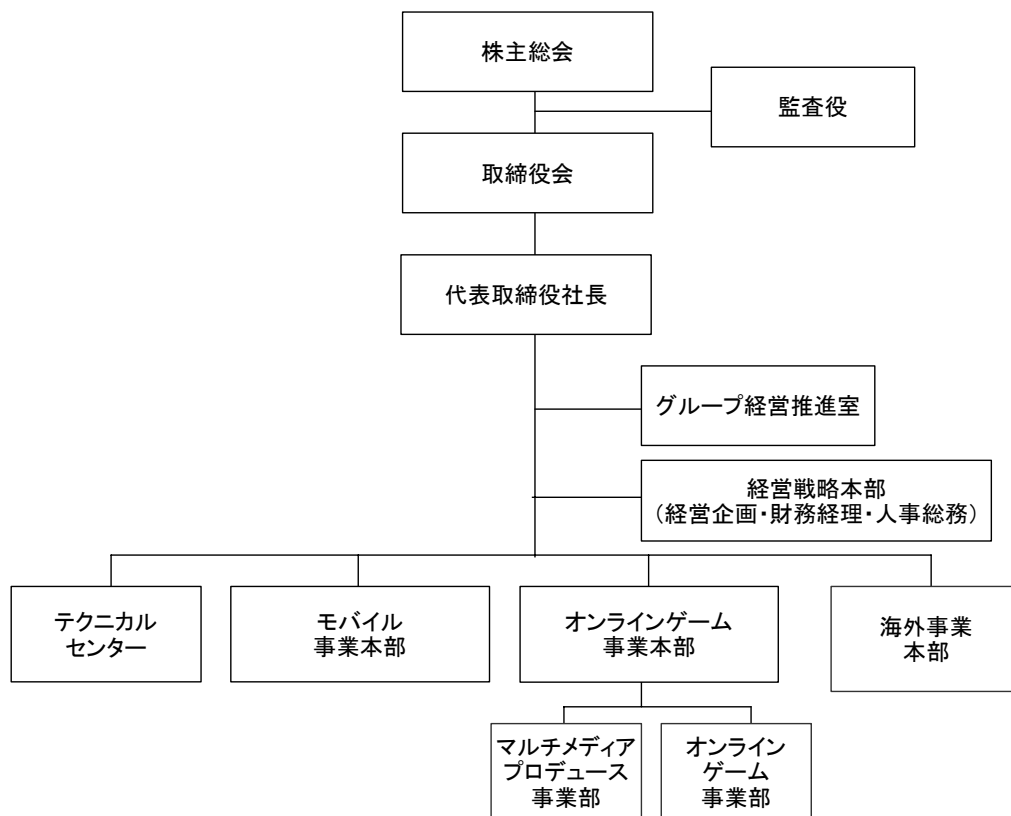 株主総会
監査役
取締役会
代表取締役社長
グループ経営推進室
経営戦略本部
（経営企画・財務経理・人事総務）
テクニカル
センター
モバイル
事業本部
オンラインゲーム
事業本部
海外事業
本部
マルチメディア
プロデュース
事業部
オンライン
ゲーム
事業部